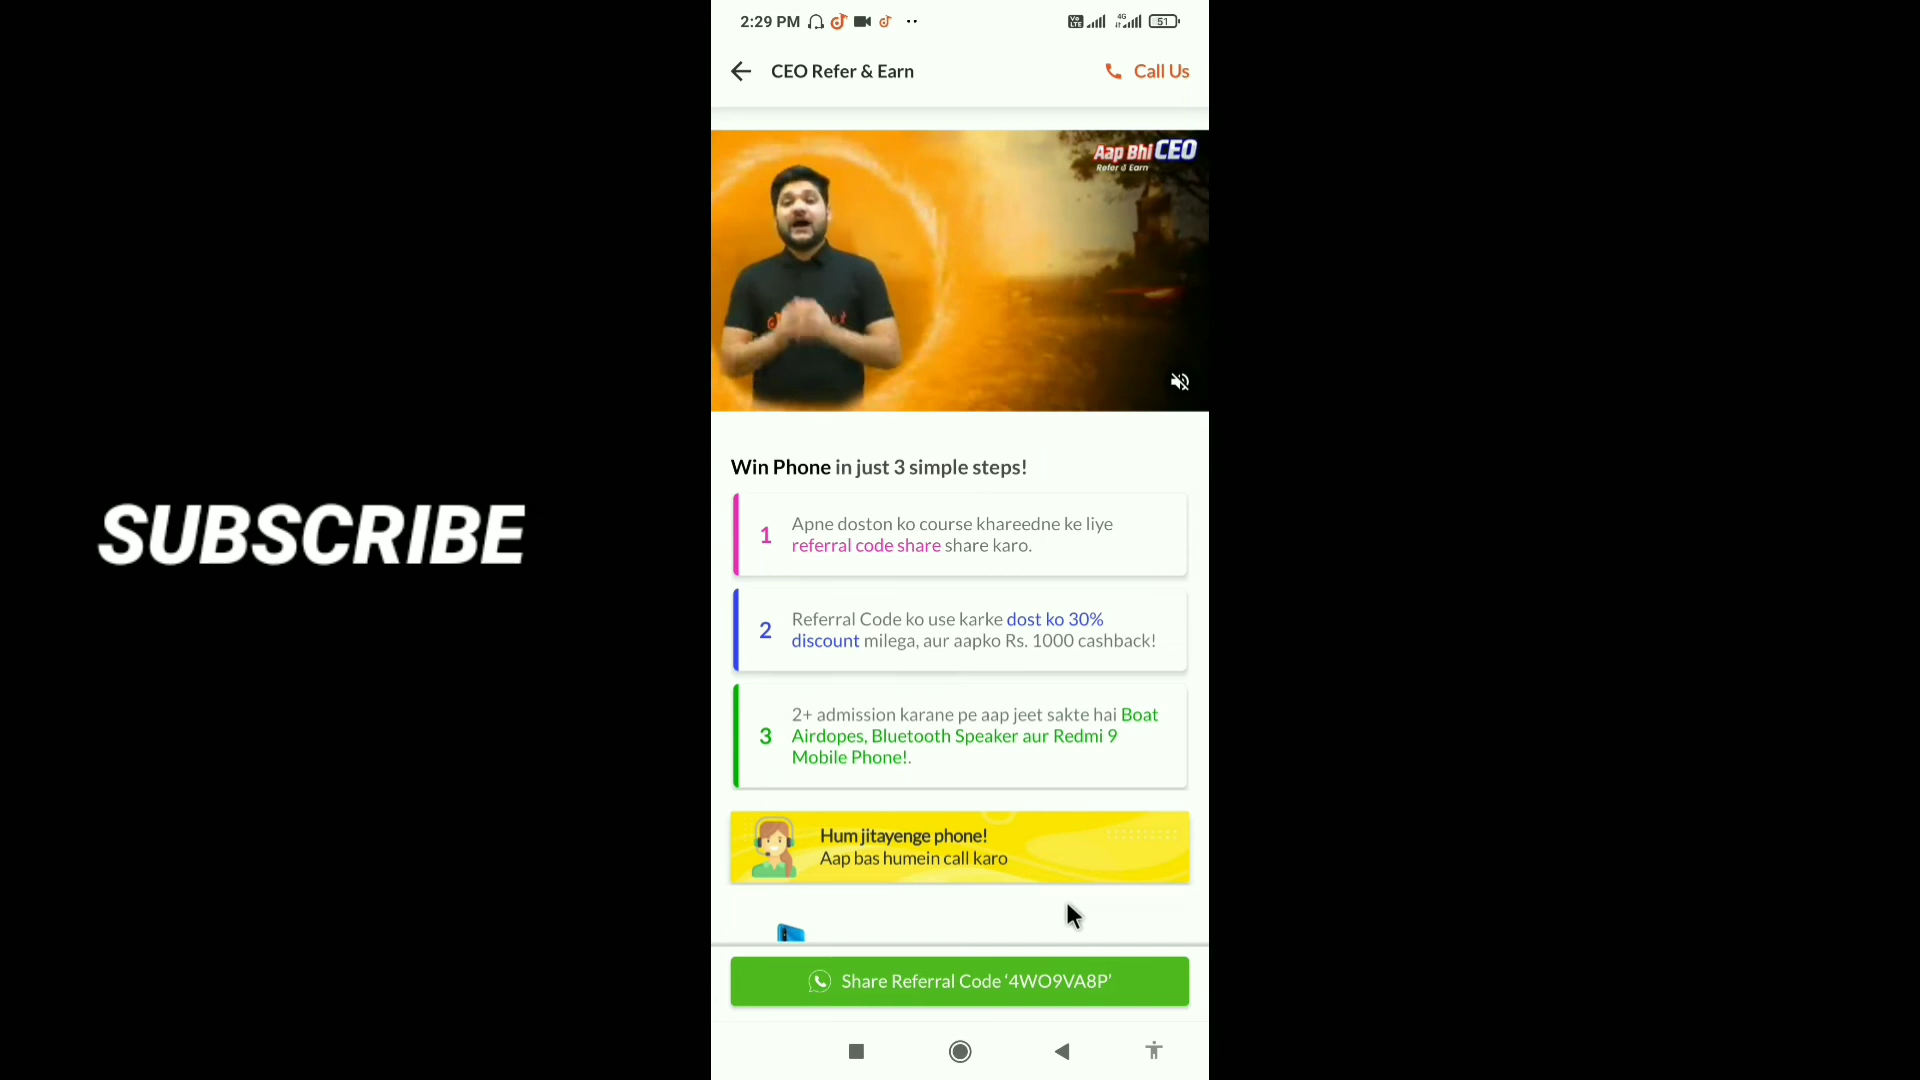 2:29 PM
Vo LTE 4G 51
CEO Refer & Earn
Call Us
Aap Bhi CEO
Refer & Earn
SUBSCRIBE
Win Phone in just 3 simple steps!
1
Apne doston ko course khareedne ke liye
referral code share share karo.
2
Referral Code ko use karke dost ko 30%
discount milega, aur aapko Rs. 1000 cashback!
3
2+ admission karane pe aap jeet sakte hai Boat
Airdopes, Bluetooth Speaker aur Redmi 9
Mobile Phone!.
Hum jitayenge phone!
Aap bas humein call karo
Share Referral Code ‘4WO9VA8P’